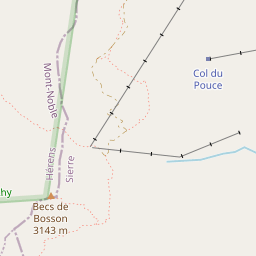 Col du
Pouce
Mont-Noble
Hérens
Sierre
hy
Becs de
Bosson
3143 m